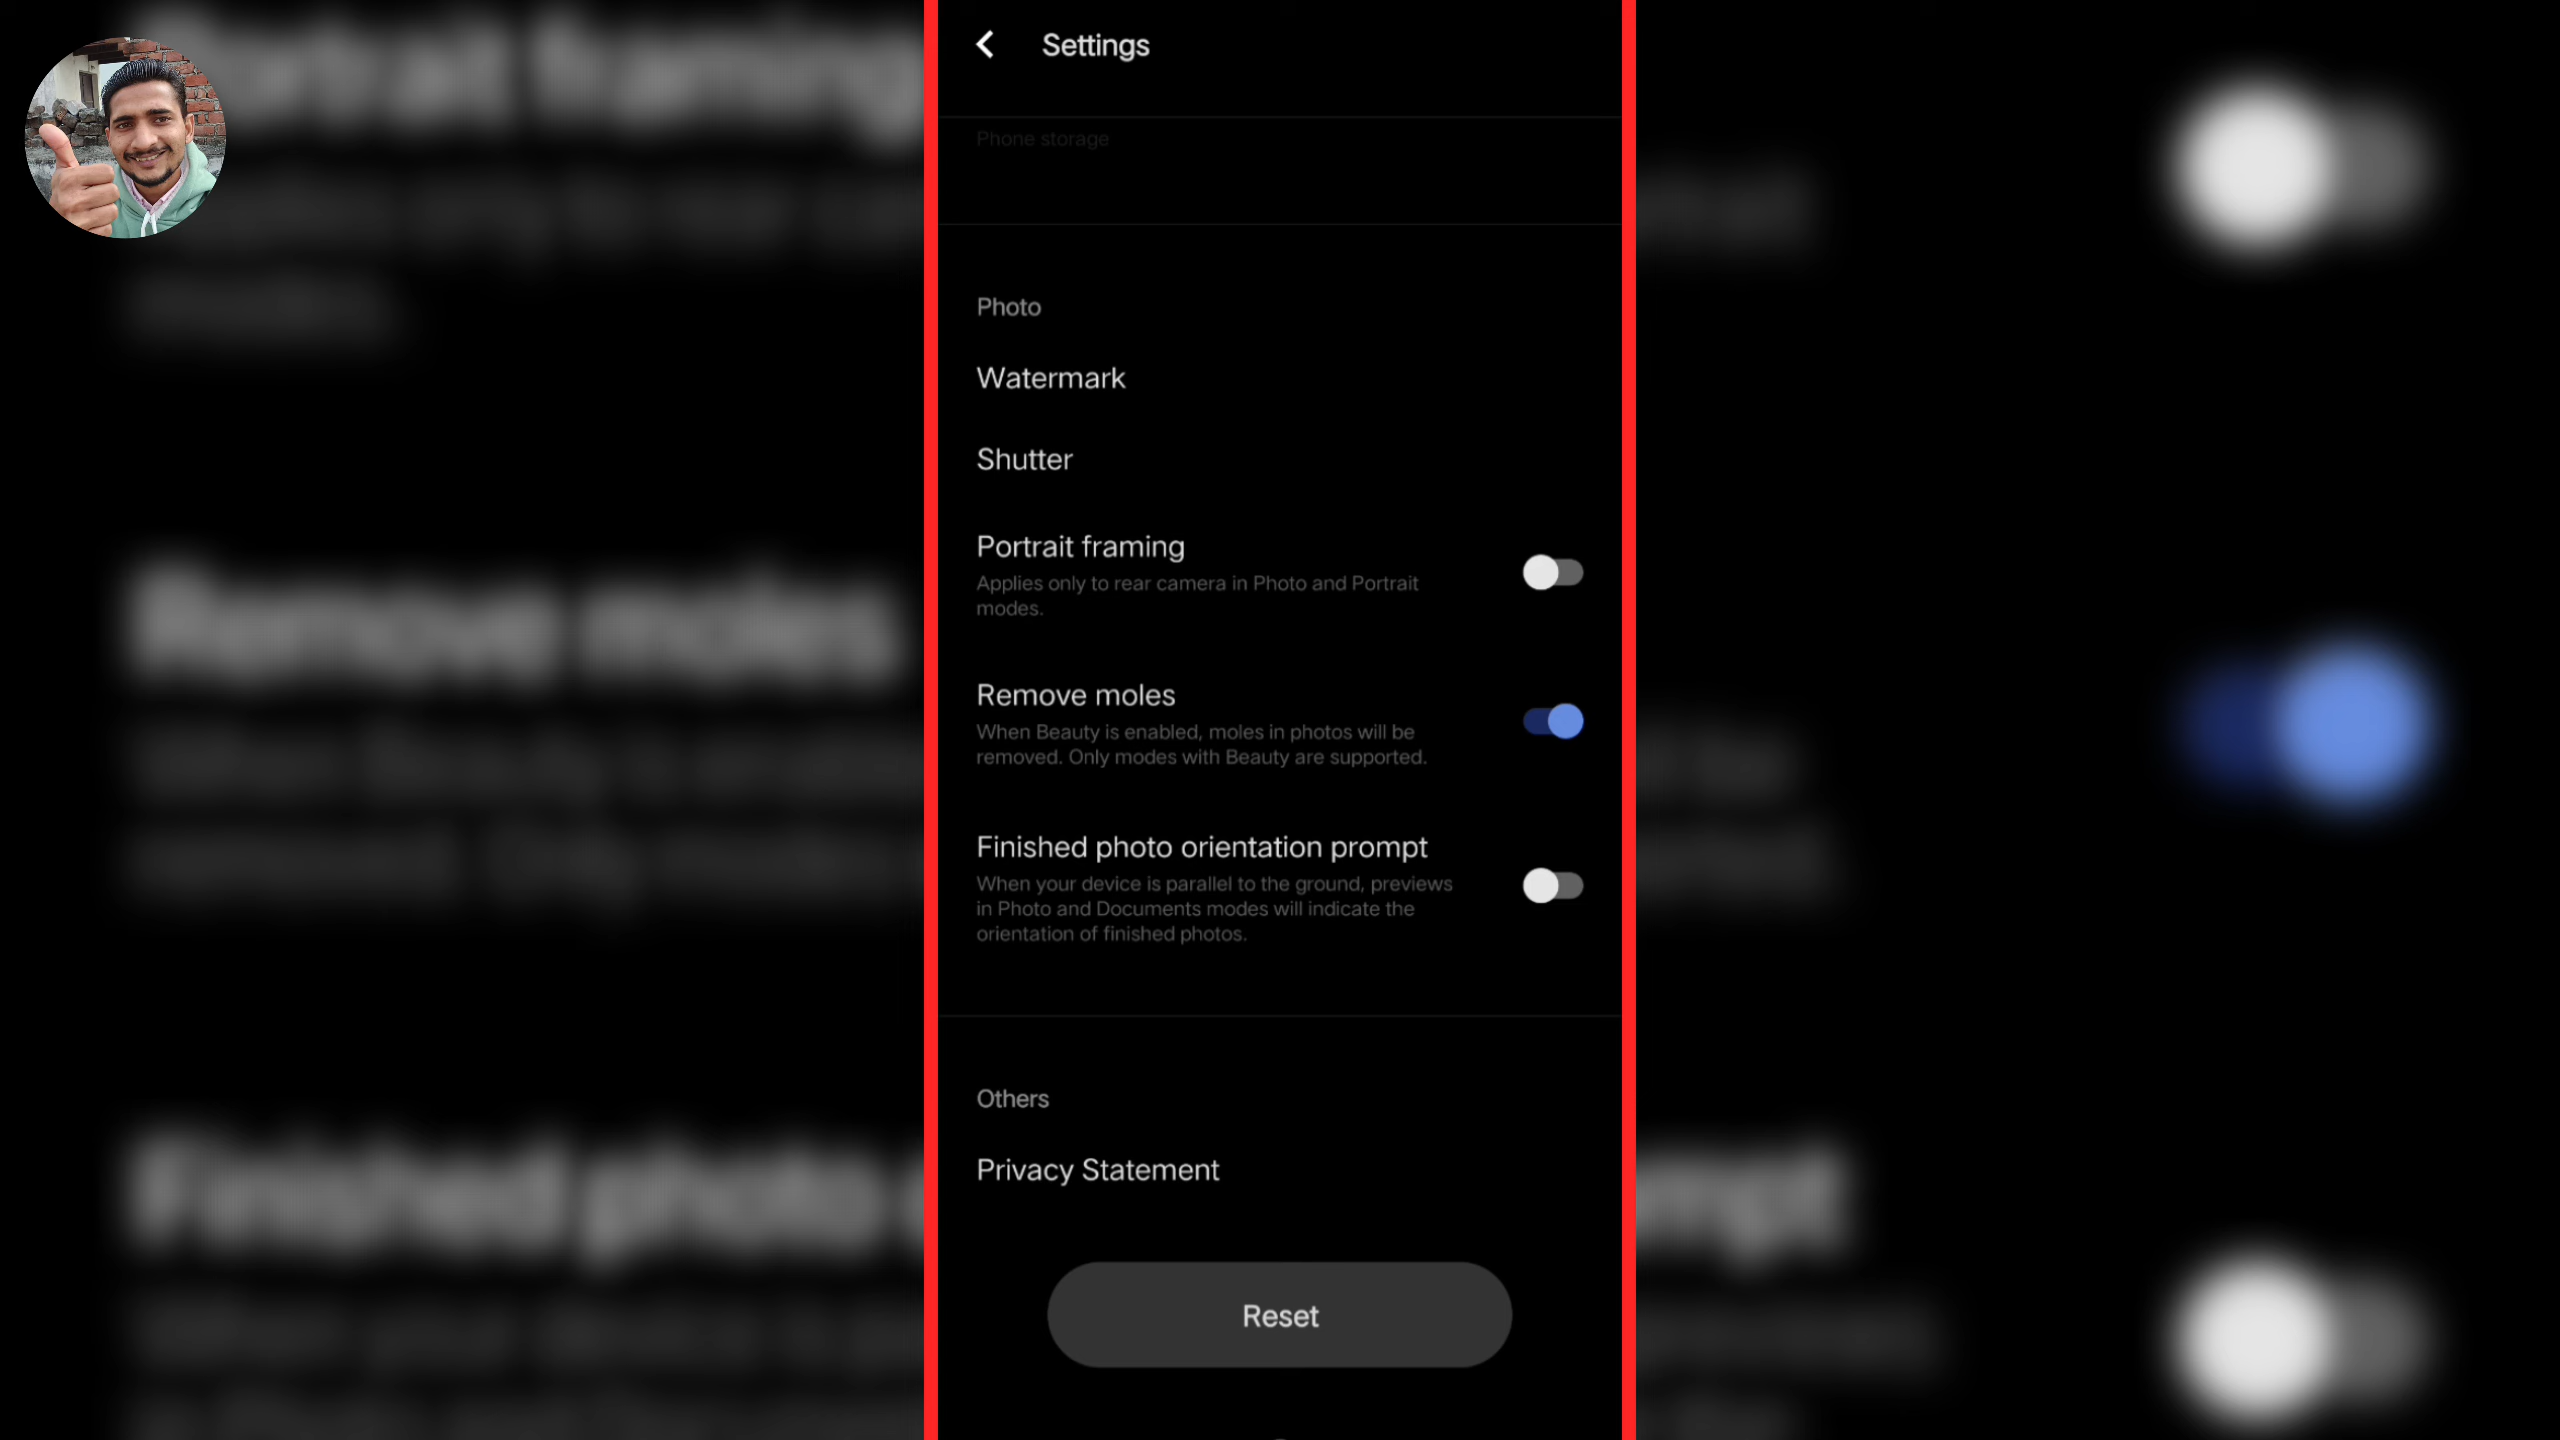 Settings
Phone storage
Photo
Watermark
Shutter
Portrait framing
Applies only to rear camera in Photo and Portrait
modes.
Remove moles
When Beauty is enabled, moles in photos will be
removed. Only modes with Beauty are supported.
Finished photo orientation prompt
When your device is parallel to the ground, previews
in Photo and Documents modes will indicate the
orientation of finished photos.
Others
Privacy Statement
Reset